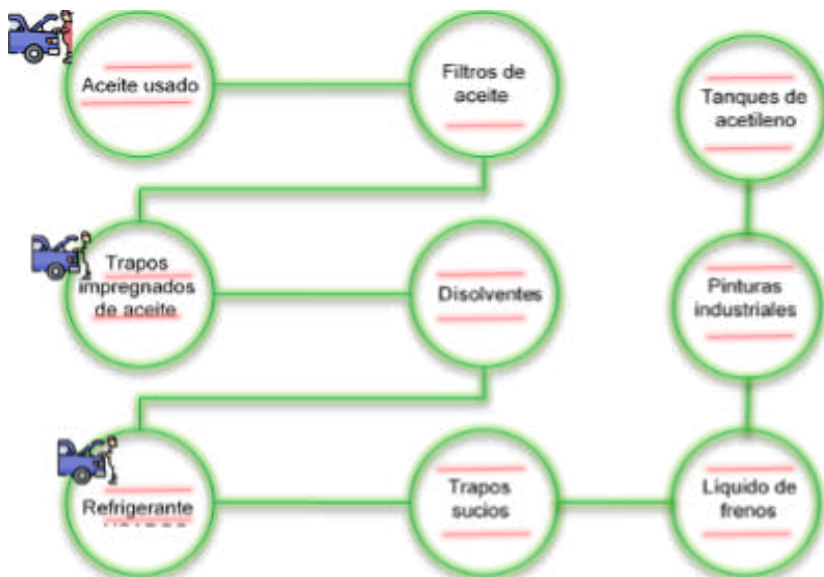 Aceite usado
Filtros de
aceite
Tanques de
acetileno
Trapos
impregnados
de aceite
Disolventes
Pinturas
industriales
Refrigerante
Trapos
sucios
Líquido de
frenos